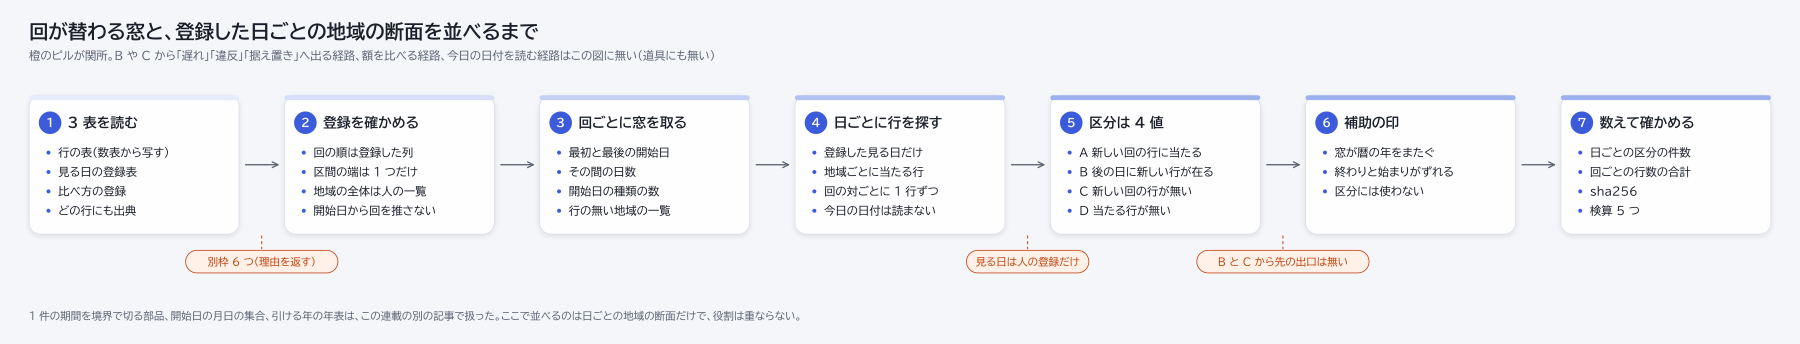 回が替わる窓と、登録した日ごとの地域の断面を並べるまで
橙のピルが関所。B や C から「遅れ」「違反」「据え置き」へ出る経路、額を比べる経路、今日の日付を読む経路はこの図に無い(道具にも無い)
1 3 表を読む
• 行の表(数表から写す)
• 見る日の登録表
• 比べ方の登録
• どの行にも出典
2 登録を確かめる
• 回の順は登録した列
• 区間の端は 1 つだけ
• 地域の全体は人の一覧
• 開始日から回を推さない
3 回ごとに窓を取る
• 最初と最後の開始日
• その間の日数
• 開始日の種類の数
• 行の無い地域の一覧
4 日ごとに行を探す
• 登録した見る日だけ
• 地域ごとに当たる行
• 回の対ごとに 1 行ずつ
• 今日の日付は読まない
5 区分は 4 値
• A 新しい回の行に当たる
• B 後の日に新しい行が在る
• C 新しい回の行が無い
• D 当たる行が無い
6 補助の印
• 窓が暦の年をまたぐ
• 終わりと始まりがずれる
• 区分には使わない
7 数えて確かめる
• 日ごとの区分の件数
• 回ごとの行数の合計
• sha256
• 検算 5 つ
別枠 6 つ(理由を返す)
見る日は人の登録だけ
B と C から先の出口は無い
1 件の期間を境界で切る部品、開始日の月日の集合、引ける年の年表は、この連載の別の記事で扱った。ここで並べるのは日ごとの地域の断面だけで、役割は重ならない。